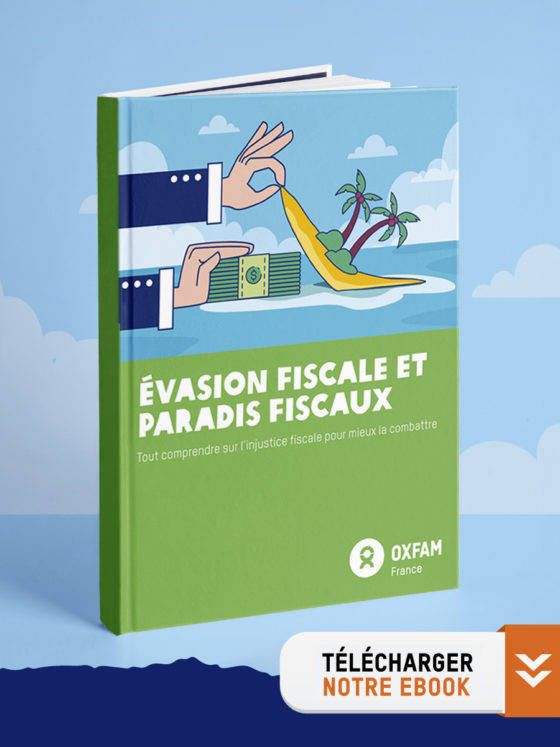 ÉVASION FISCALE ET
PARADIS FISCAUX
Tout comprendre sur l'injustice fiscale pour mieux la combattre
OXFAM
France
TÉLÉCHARGER
NOTRE EBOOK